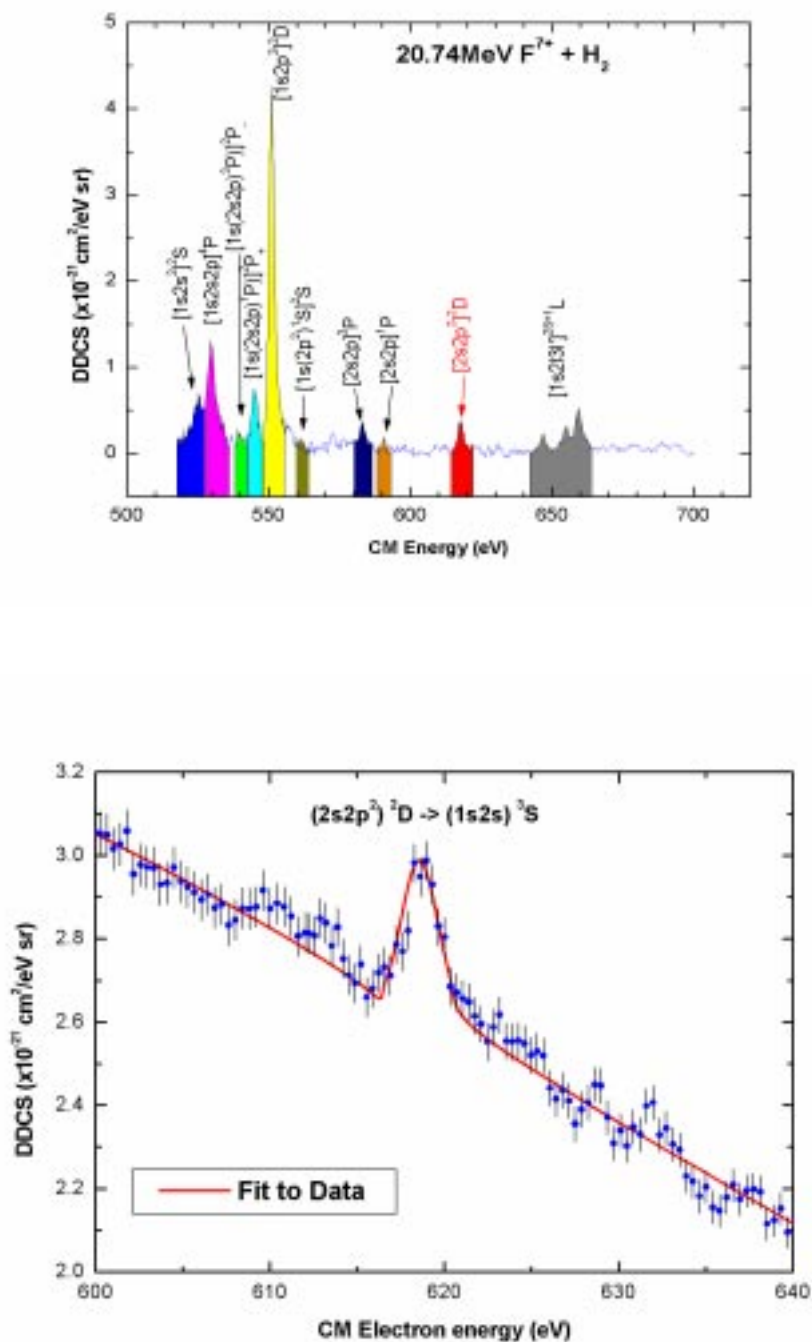 20.74MeV F⁷⁺ + H₂
DDCS (x10⁻²¹cm²/eV sr)
5
4
3
2
1
0
[1s2s²]²S
[1s2s2p]⁴P
[1s(2s2p)³P)]²P₋
[1s(2s2p)¹P)]²P₊
[1s2p²]²D
[1s(2p²)¹S]²S
[2s2p]³P
[2s2p]¹P
[2s2p²]²D
[1s2l3l']²ˢ⁺¹L
500 550 600 650 700
CM Energy (eV)
(2s2p²) ²D -> (1s2s) ³S
DDCS (x10⁻²¹ cm²/eV sr)
3.2
3.0
2.8
2.6
2.4
2.2
2.0
Fit to Data
600 610 620 630 640
CM Electron energy (eV)